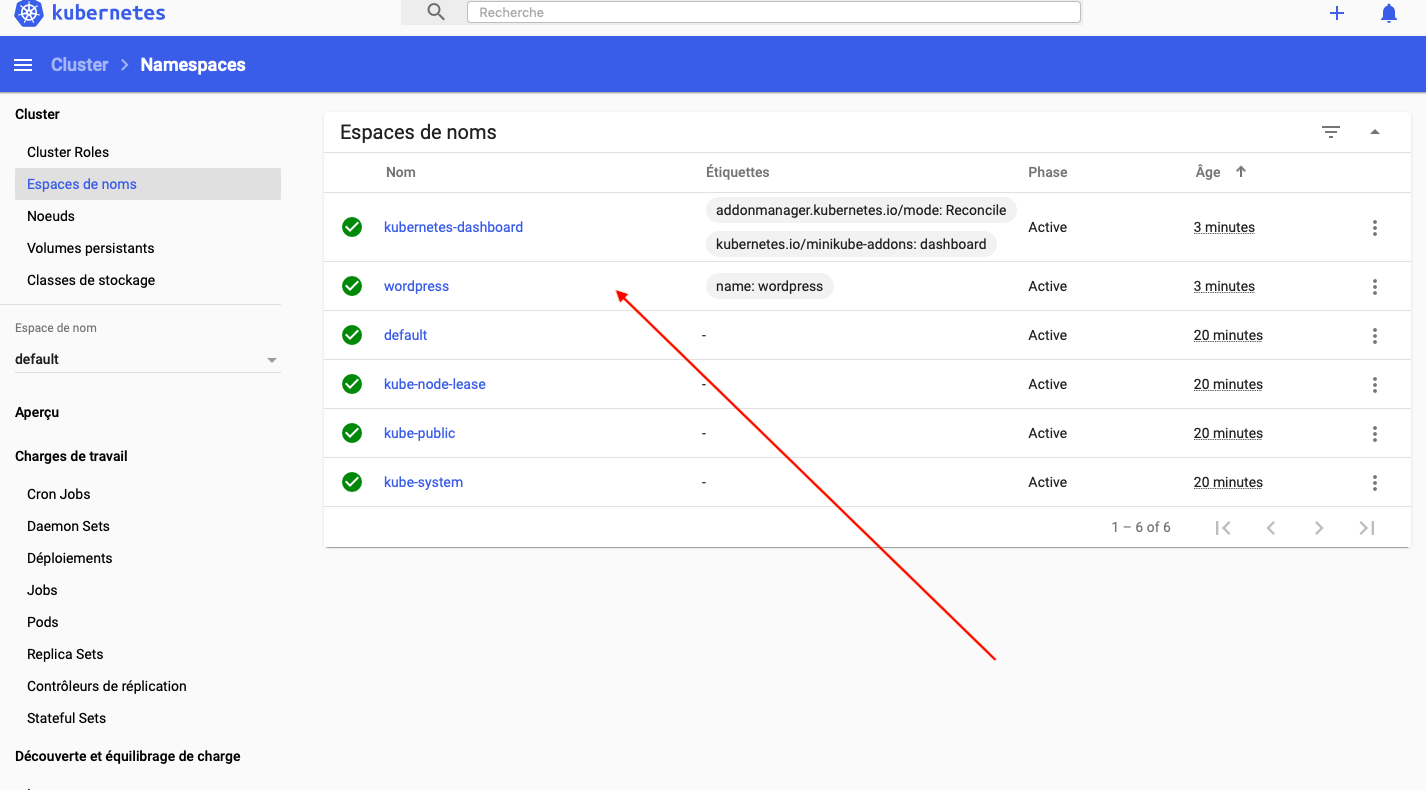 kubernetes
Recherche
Cluster > Namespaces
Cluster
Cluster Roles
Espaces de noms
Noeuds
Volumes persistants
Classes de stockage
Espace de nom
default
Aperçu
Charges de travail
Cron Jobs
Daemon Sets
Déploiements
Jobs
Pods
Replica Sets
Contrôleurs de réplication
Stateful Sets
Découverte et équilibrage de charge
Espaces de noms
Nom Étiquettes Phase Âge
kubernetes-dashboard addonmanager.kubernetes.io/mode: Reconcile Active 3 minutes
kubernetes.io/minikube-addons: dashboard
wordpress name: wordpress Active 3 minutes
default - Active 20 minutes
kube-node-lease - Active 20 minutes
kube-public - Active 20 minutes
kube-system - Active 20 minutes
1 – 6 of 6